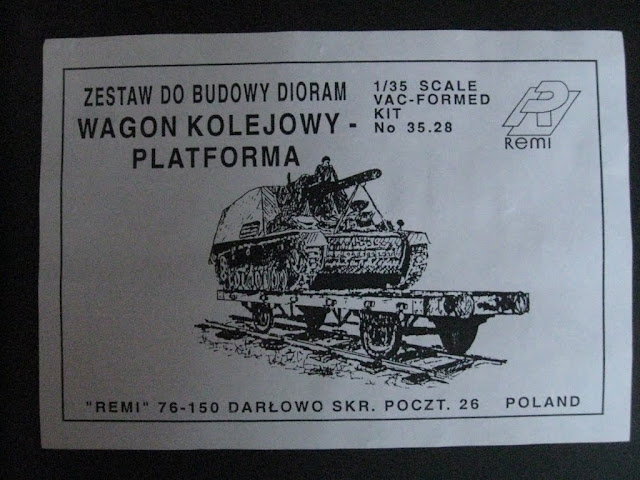 ZESTAW DO BUDOWY DIORAM
WAGON KOLEJOWY -
PLATFORMA
1/35 SCALE
VAC-FORMED
KIT
No 35.28
REMI
"REMI" 76-150 DARŁOWO SKR. POCZT. 26 POLAND